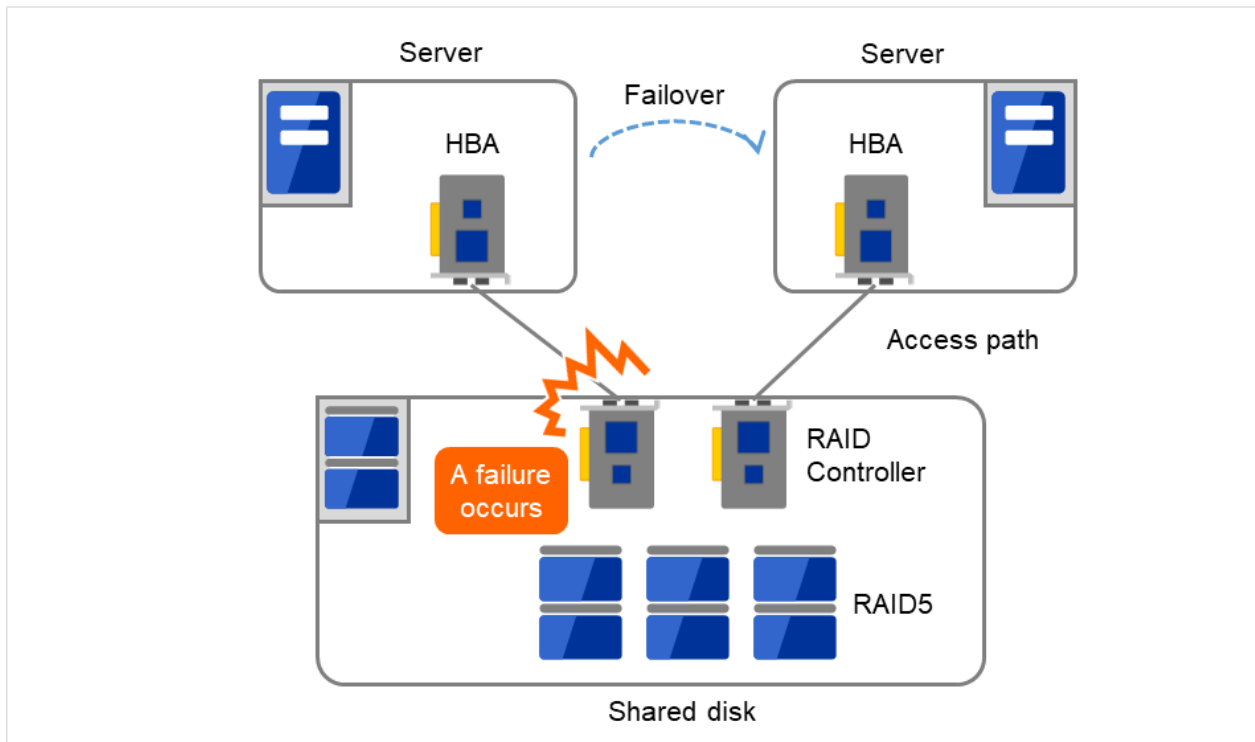 Server
Server
Failover
HBA
HBA
Access path
RAID
Controller
A failure
occurs
RAID5
Shared disk